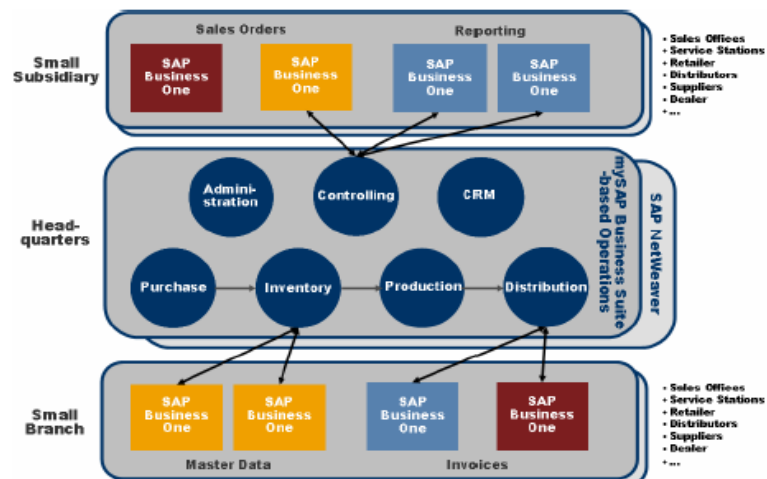 Sales Orders
Reporting
Small
Subsidiary
SAP
Business
One
SAP
Business
One
SAP
Business
One
SAP
Business
One
• Sales Offices
• Service Stations
• Retailer
• Distributors
• Suppliers
• Dealer
• ...
Head-
quarters
Admini-
stration
Controlling
CRM
Purchase
Inventory
Production
Distribution
mySAP Business Suite
-based Operations
SAP NetWeaver
Small
Branch
SAP
Business
One
SAP
Business
One
SAP
Business
One
SAP
Business
One
Master Data
Invoices
• Sales Offices
• Service Stations
• Retailer
• Distributors
• Suppliers
• Dealer
• ...